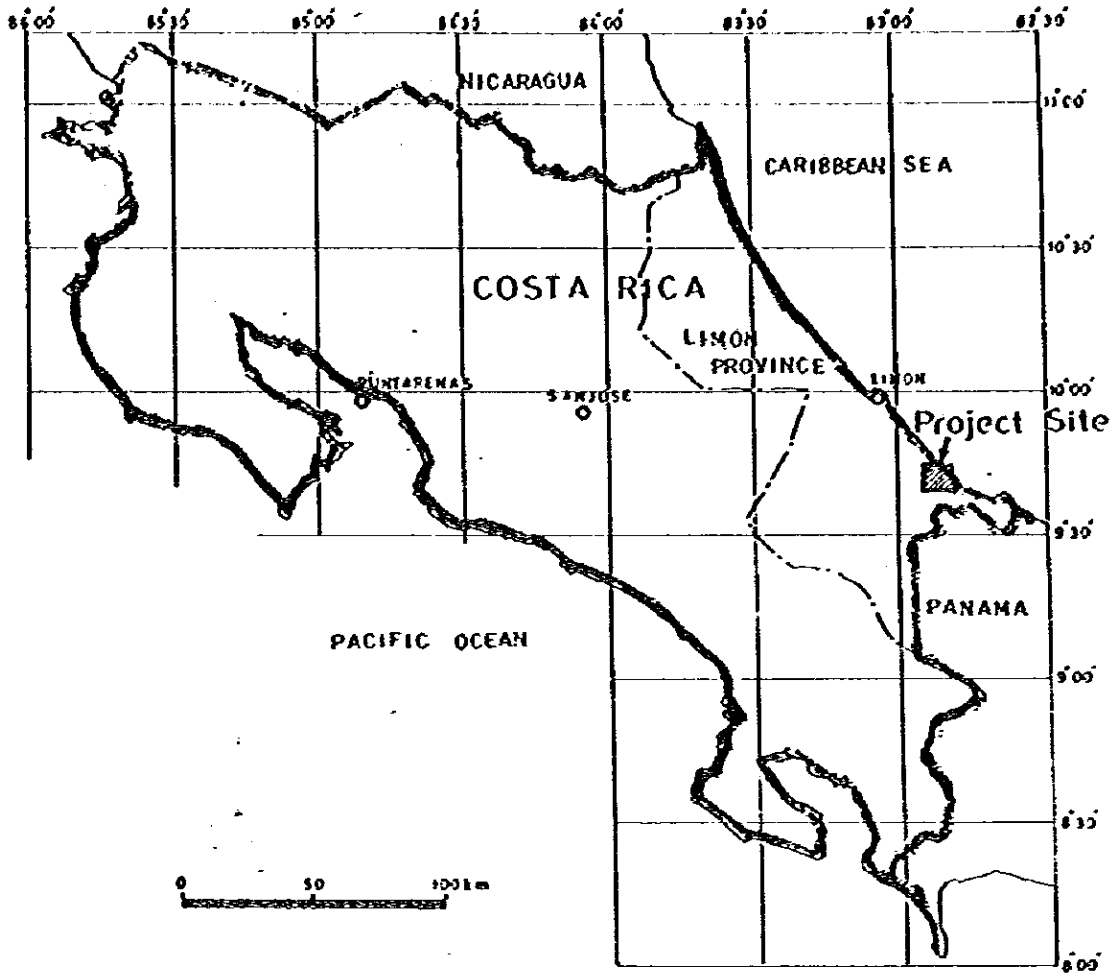 86°00' 85°30' 85°00' 84°30' 84°00' 83°30' 83°00' 82°30'
NICARAGUA
11°00'
CARIBBEAN SEA
10°30'
COSTA RICA
LIMON
PROVINCE
PUNTARENAS
LIMON
SAN JOSE
10°00'
Project Site
9°30'
PANAMA
PACIFIC OCEAN
9°00'
8°30'
0 50 100km
8°00'